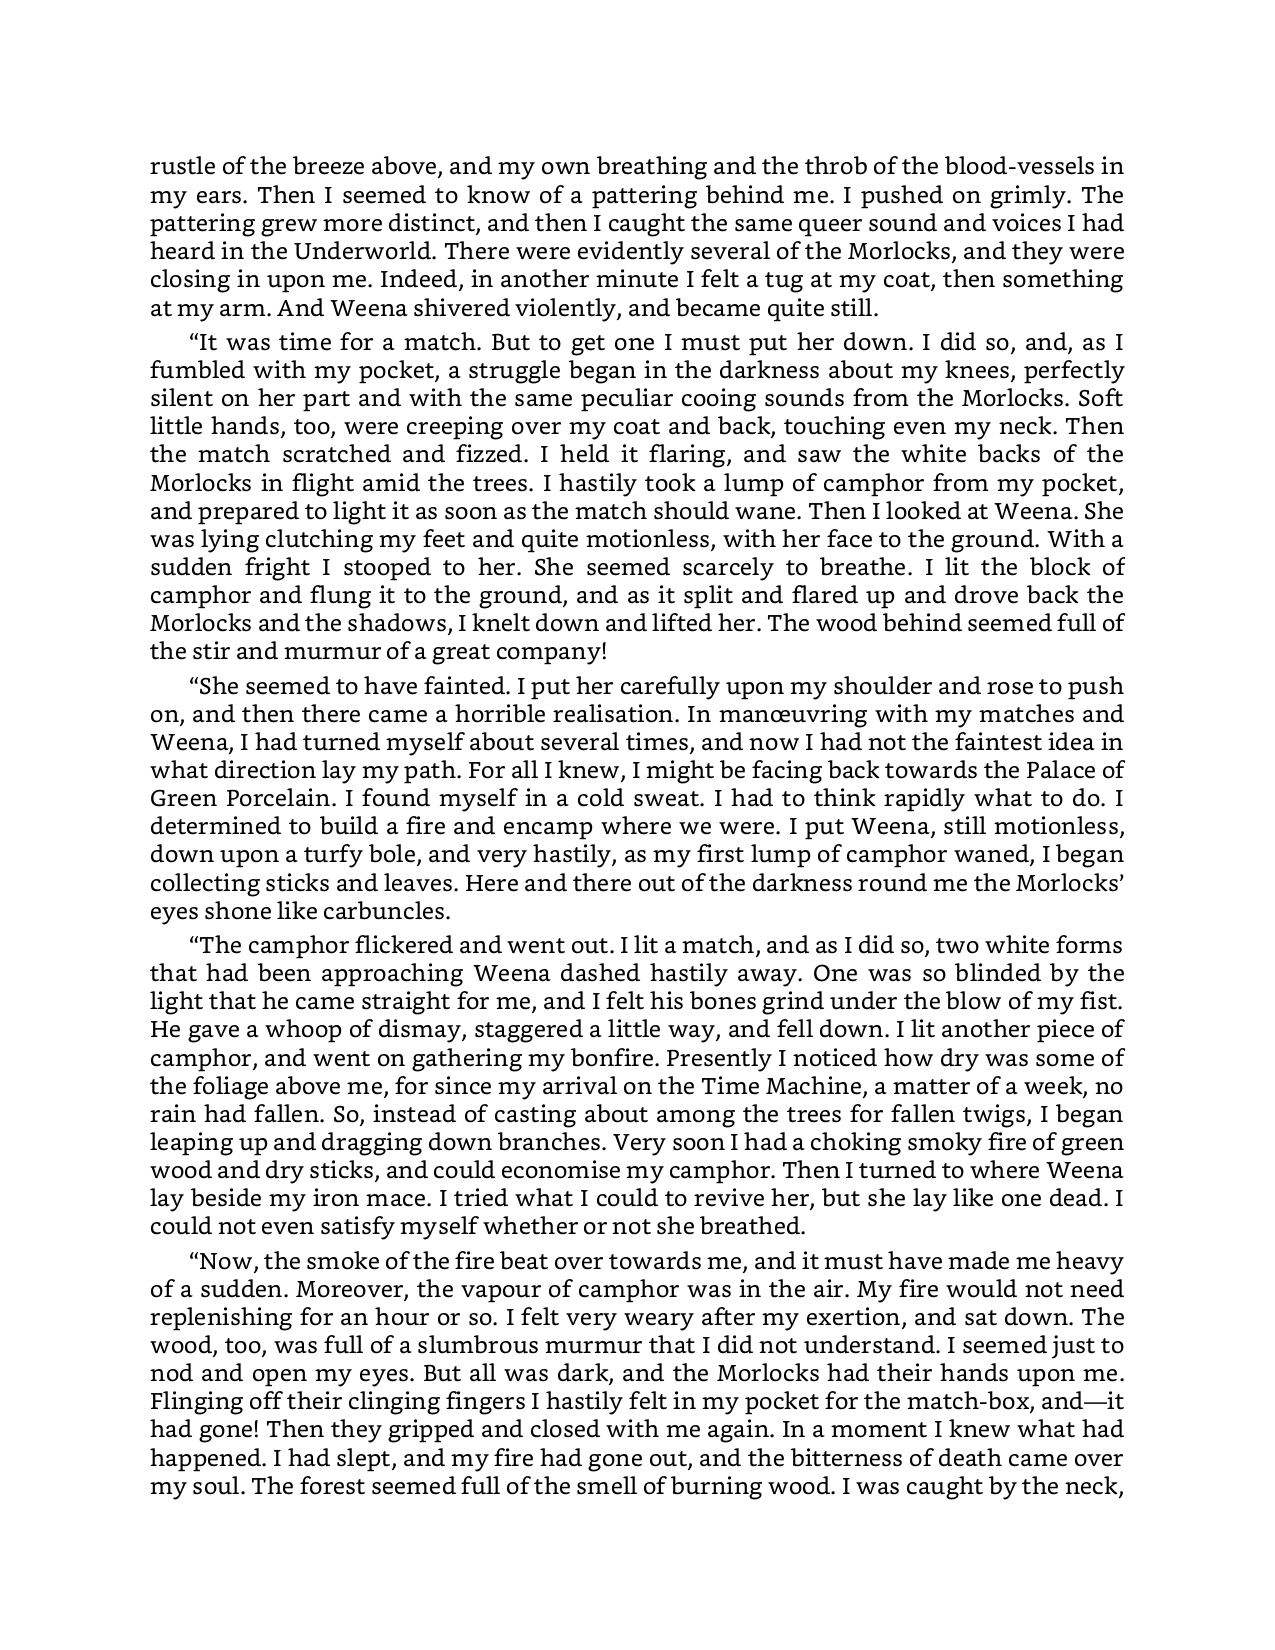 rustle of the breeze above, and my own breathing and the throb of the blood-vessels in
my ears. Then I seemed to know of a pattering behind me. I pushed on grimly. The
pattering grew more distinct, and then I caught the same queer sound and voices I had
heard in the Underworld. There were evidently several of the Morlocks, and they were
closing in upon me. Indeed, in another minute I felt a tug at my coat, then something
at my arm. And Weena shivered violently, and became quite still.
“It was time for a match. But to get one I must put her down. I did so, and, as I
fumbled with my pocket, a struggle began in the darkness about my knees, perfectly
silent on her part and with the same peculiar cooing sounds from the Morlocks. Soft
little hands, too, were creeping over my coat and back, touching even my neck. Then
the match scratched and fizzed. I held it flaring, and saw the white backs of the
Morlocks in flight amid the trees. I hastily took a lump of camphor from my pocket,
and prepared to light it as soon as the match should wane. Then I looked at Weena. She
was lying clutching my feet and quite motionless, with her face to the ground. With a
sudden fright I stooped to her. She seemed scarcely to breathe. I lit the block of
camphor and flung it to the ground, and as it split and flared up and drove back the
Morlocks and the shadows, I knelt down and lifted her. The wood behind seemed full of
the stir and murmur of a great company!
“She seemed to have fainted. I put her carefully upon my shoulder and rose to push
on, and then there came a horrible realisation. In manœuvring with my matches and
Weena, I had turned myself about several times, and now I had not the faintest idea in
what direction lay my path. For all I knew, I might be facing back towards the Palace of
Green Porcelain. I found myself in a cold sweat. I had to think rapidly what to do. I
determined to build a fire and encamp where we were. I put Weena, still motionless,
down upon a turfy bole, and very hastily, as my first lump of camphor waned, I began
collecting sticks and leaves. Here and there out of the darkness round me the Morlocks’
eyes shone like carbuncles.
“The camphor flickered and went out. I lit a match, and as I did so, two white forms
that had been approaching Weena dashed hastily away. One was so blinded by the
light that he came straight for me, and I felt his bones grind under the blow of my fist.
He gave a whoop of dismay, staggered a little way, and fell down. I lit another piece of
camphor, and went on gathering my bonfire. Presently I noticed how dry was some of
the foliage above me, for since my arrival on the Time Machine, a matter of a week, no
rain had fallen. So, instead of casting about among the trees for fallen twigs, I began
leaping up and dragging down branches. Very soon I had a choking smoky fire of green
wood and dry sticks, and could economise my camphor. Then I turned to where Weena
lay beside my iron mace. I tried what I could to revive her, but she lay like one dead. I
could not even satisfy myself whether or not she breathed.
“Now, the smoke of the fire beat over towards me, and it must have made me heavy
of a sudden. Moreover, the vapour of camphor was in the air. My fire would not need
replenishing for an hour or so. I felt very weary after my exertion, and sat down. The
wood, too, was full of a slumbrous murmur that I did not understand. I seemed just to
nod and open my eyes. But all was dark, and the Morlocks had their hands upon me.
Flinging off their clinging fingers I hastily felt in my pocket for the match-box, and—it
had gone! Then they gripped and closed with me again. In a moment I knew what had
happened. I had slept, and my fire had gone out, and the bitterness of death came over
my soul. The forest seemed full of the smell of burning wood. I was caught by the neck,